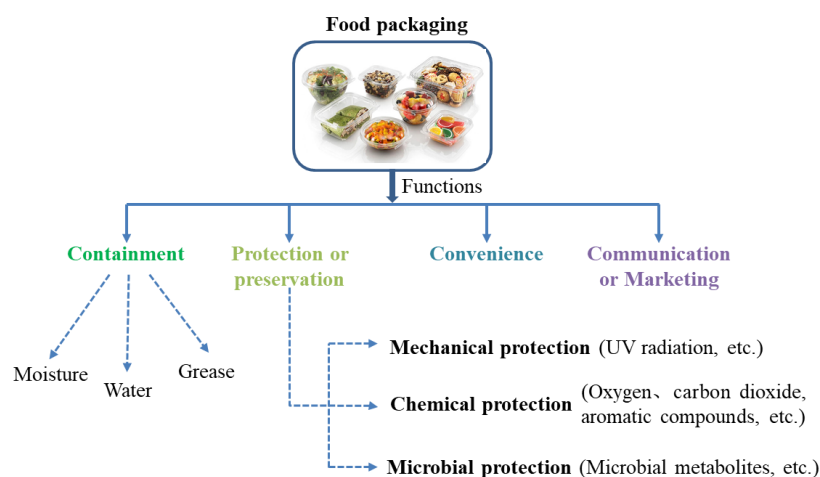 Food packaging
Functions
Containment
Protection or
preservation
Convenience
Communication
or Marketing
Moisture
Water
Grease
Mechanical protection (UV radiation, etc.)
Chemical protection (Oxygen、carbon dioxide,
aromatic compounds, etc.)
Microbial protection (Microbial metabolites, etc.)